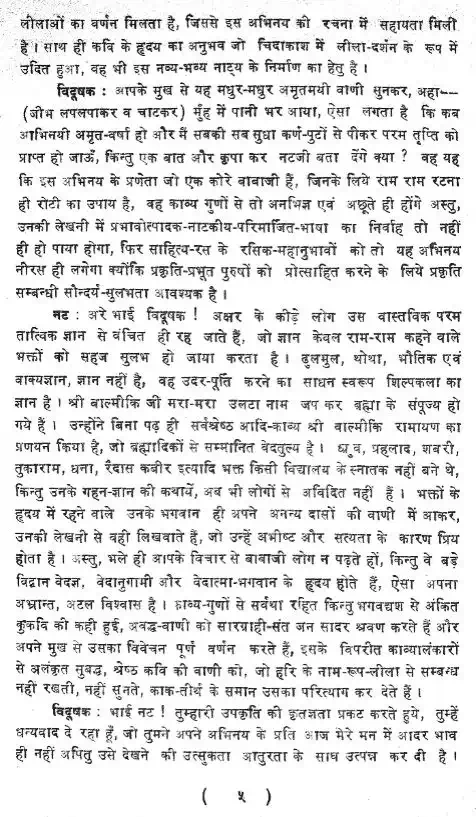 लीलाओं का वर्णन मिलता है, जिससे इस अभिनय की रचना में सहायता मिली
है । साथ ही कवि के हृदय का अनुभव जो चिदाकाश में लीला-दर्शन के रूप में
उदित हुआ, वह भी इस नव्य-भव्य नाट्य के निर्माण का हेतु है ।
विदूषक : आपके मुख से यह मधुर-मधुर अमृतमयी वाणी सुनकर, अहा---
(जीभ लपलपाकर व चाटकर) मुँह में पानी भर आया, ऐसा लगता है कि कब
आभिनयी अमृत-वर्षा हो और मैं सबकी सब सुधा कर्ण-पुटों से पीकर परम तृप्ति को
प्राप्त हो जाऊँ, किन्तु एक बात और कृपा कर नटजी बता देंगे क्या ? वह यह
कि इस अभिनय के प्रणेता जो एक कोरे बाबाजी हैं, जिनके लिये राम राम रटना
ही रोटी का उपाय है, वह काव्य गुणों से तो अनभिज्ञ एवं अछूते ही होंगे अस्तु,
उनकी लेखनी में प्रभावोत्पादक-नाटकीय-परिमार्जित-भाषा का निर्वाह तो नहीं
ही हो पाया होगा, फिर साहित्य-रस के रसिक-महानुभावों को तो यह अभिनय
नीरस ही लगेगा क्योंकि प्रकृति-प्रभूत पुरुषों को प्रोत्साहित करने के लिये प्रकृति
सम्बन्धी सौन्दर्य-सुलभता आवश्यक है ।
नट : अरे भाई विदूषक ! अक्षर के कीड़े लोग उस वास्तविक परम
तात्विक ज्ञान से वंचित ही रह जाते हैं, जो ज्ञान केवल राम-राम कहने वाले
भक्तों को सहज सुलभ हो जाया करता है । ढुलमुल, थोथा, भौतिक एवं
वाक्यज्ञान, ज्ञान नहीं है, वह उदर-पूर्ति करने का साधन स्वरूप शिल्पकला का
ज्ञान है । श्री बाल्मीकि जी मरा-मरा उलटा नाम जप कर ब्रह्मा के संपूज्य हो
गये हैं । उन्होंने बिना पढ़ ही सर्वश्रेष्ठ आदि-काव्य श्री वाल्मीकि रामायण का
प्रणयन किया है, जो ब्रह्मादिकों से सम्मानित वेदतुल्य है । ध्रुव, प्रहलाद, शबरी,
तुकाराम, धना, रैदास कबीर इत्यादि भक्त किसी विद्यालय के स्नातक नहीं बने थे,
किन्तु उनके गहन-ज्ञान की कथायें, अब भी लोगों से अविदित नहीं हैं । भक्तों के
हृदय में रहुने वाले उनके भगवान ही अपने अनन्य दासों की वाणी में आकर,
उनकी लेखनी से वही लिखवाते हैं, जो उन्हें अभीष्ट और सत्यता के कारण प्रिय
होता है । अस्तु, भले ही आपके विचार से बाबाजी लोग न पढ़ते हों, किन्तु वे बड़े
विद्वान वेदज्ञ, वेदानुगामी और वेदात्मा-भगवान के हृदय होते हैं, ऐसा अपना
अभ्रान्त, अटल विश्वास है । काव्य-गुणों से सर्वथा रहित किन्तु भगवद्यश से अंकित
कुकवि की कही हुई, अवद्ध-वाणी को सारग्राही-संत जन सादर श्रवण करते हैं और
अपने मुख से उसका विवेचन पूर्ण वर्णन करते हैं, इसके विपरीत काव्यालंकारों
से अलंकृत सुबद्ध, श्रेष्ठ कवि की वाणी को, जो हरि के नाम-रूप-लीला से सम्बन्ध
नहीं रखती, नहीं सुनते, काक-तीर्थ के समान उसका परित्याग कर देते हैं ।
विदूषक : भाई नट ! तुम्हारी उपकृति की कृतज्ञता प्रकट करते हुये, तुम्हें
धन्यवाद दे रहा हूँ, जो तुमने अपने अभिनय के प्रति आज मेरे मन में आदर भाव
ही नहीं अपितु उसे देखने की उत्सुकता आतुरता के साथ उत्पन्न कर दी है ।
( ५ )